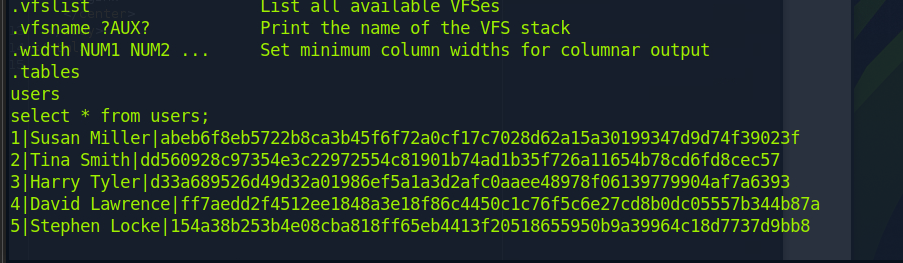 .vfslist                 List all available VFSes
.vfsname ?AUX?           Print the name of the VFS stack
.width NUM1 NUM2 ...     Set minimum column widths for columnar output
.tables
users
select * from users;
1|Susan Miller|abeb6f8eb5722b8ca3b45f6f72a0cf17c7028d62a15a30199347d9d74f39023f
2|Tina Smith|dd560928c97354e3c22972554c81901b74ad1b35f726a11654b78cd6fd8cec57
3|Harry Tyler|d33a689526d49d32a01986ef5a1a3d2afc0aaee48978f06139779904af7a6393
4|David Lawrence|ff7aedd2f4512ee1848a3e18f86c4450c1c76f5c6e27cd8b0dc05557b344b87a
5|Stephen Locke|154a38b253b4e08cba818ff65eb4413f20518655950b9a39964c18d7737d9bb8